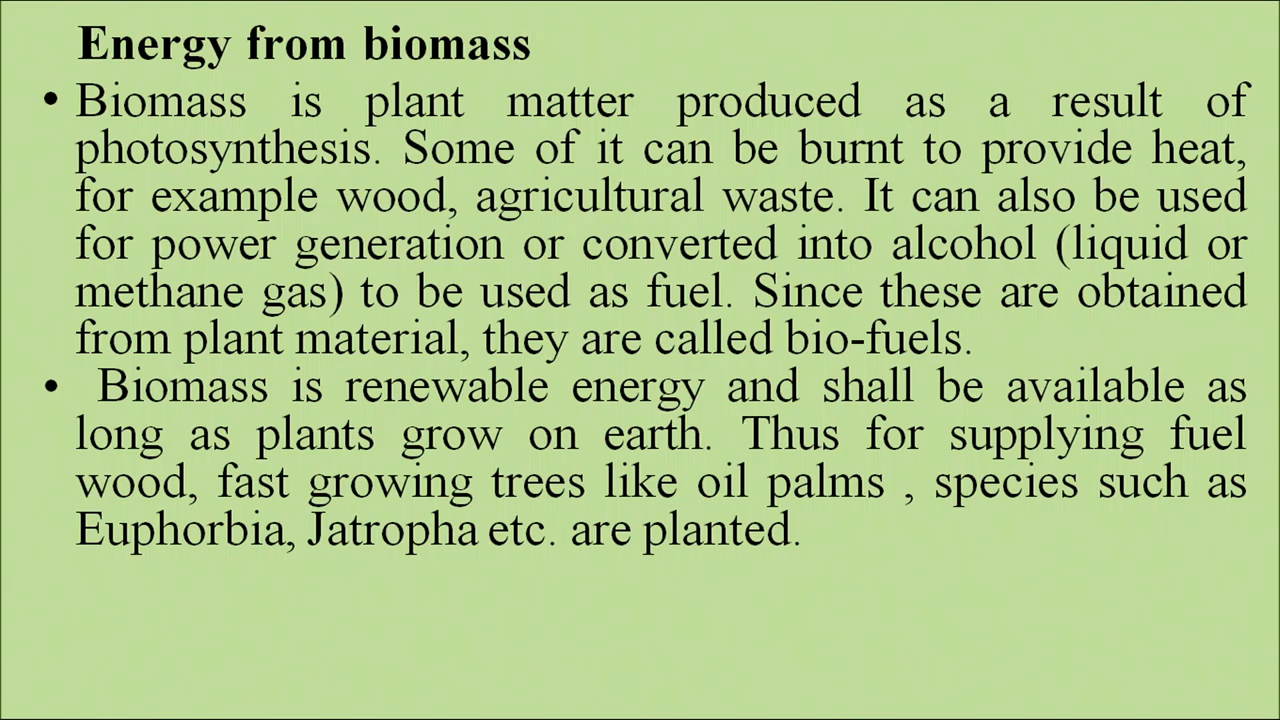 Energy from biomass
• Biomass is plant matter produced as a result of
photosynthesis. Some of it can be burnt to provide heat,
for example wood, agricultural waste. It can also be used
for power generation or converted into alcohol (liquid or
methane gas) to be used as fuel. Since these are obtained
from plant material, they are called bio-fuels.
• Biomass is renewable energy and shall be available as
long as plants grow on earth. Thus for supplying fuel
wood, fast growing trees like oil palms , species such as
Euphorbia, Jatropha etc. are planted.